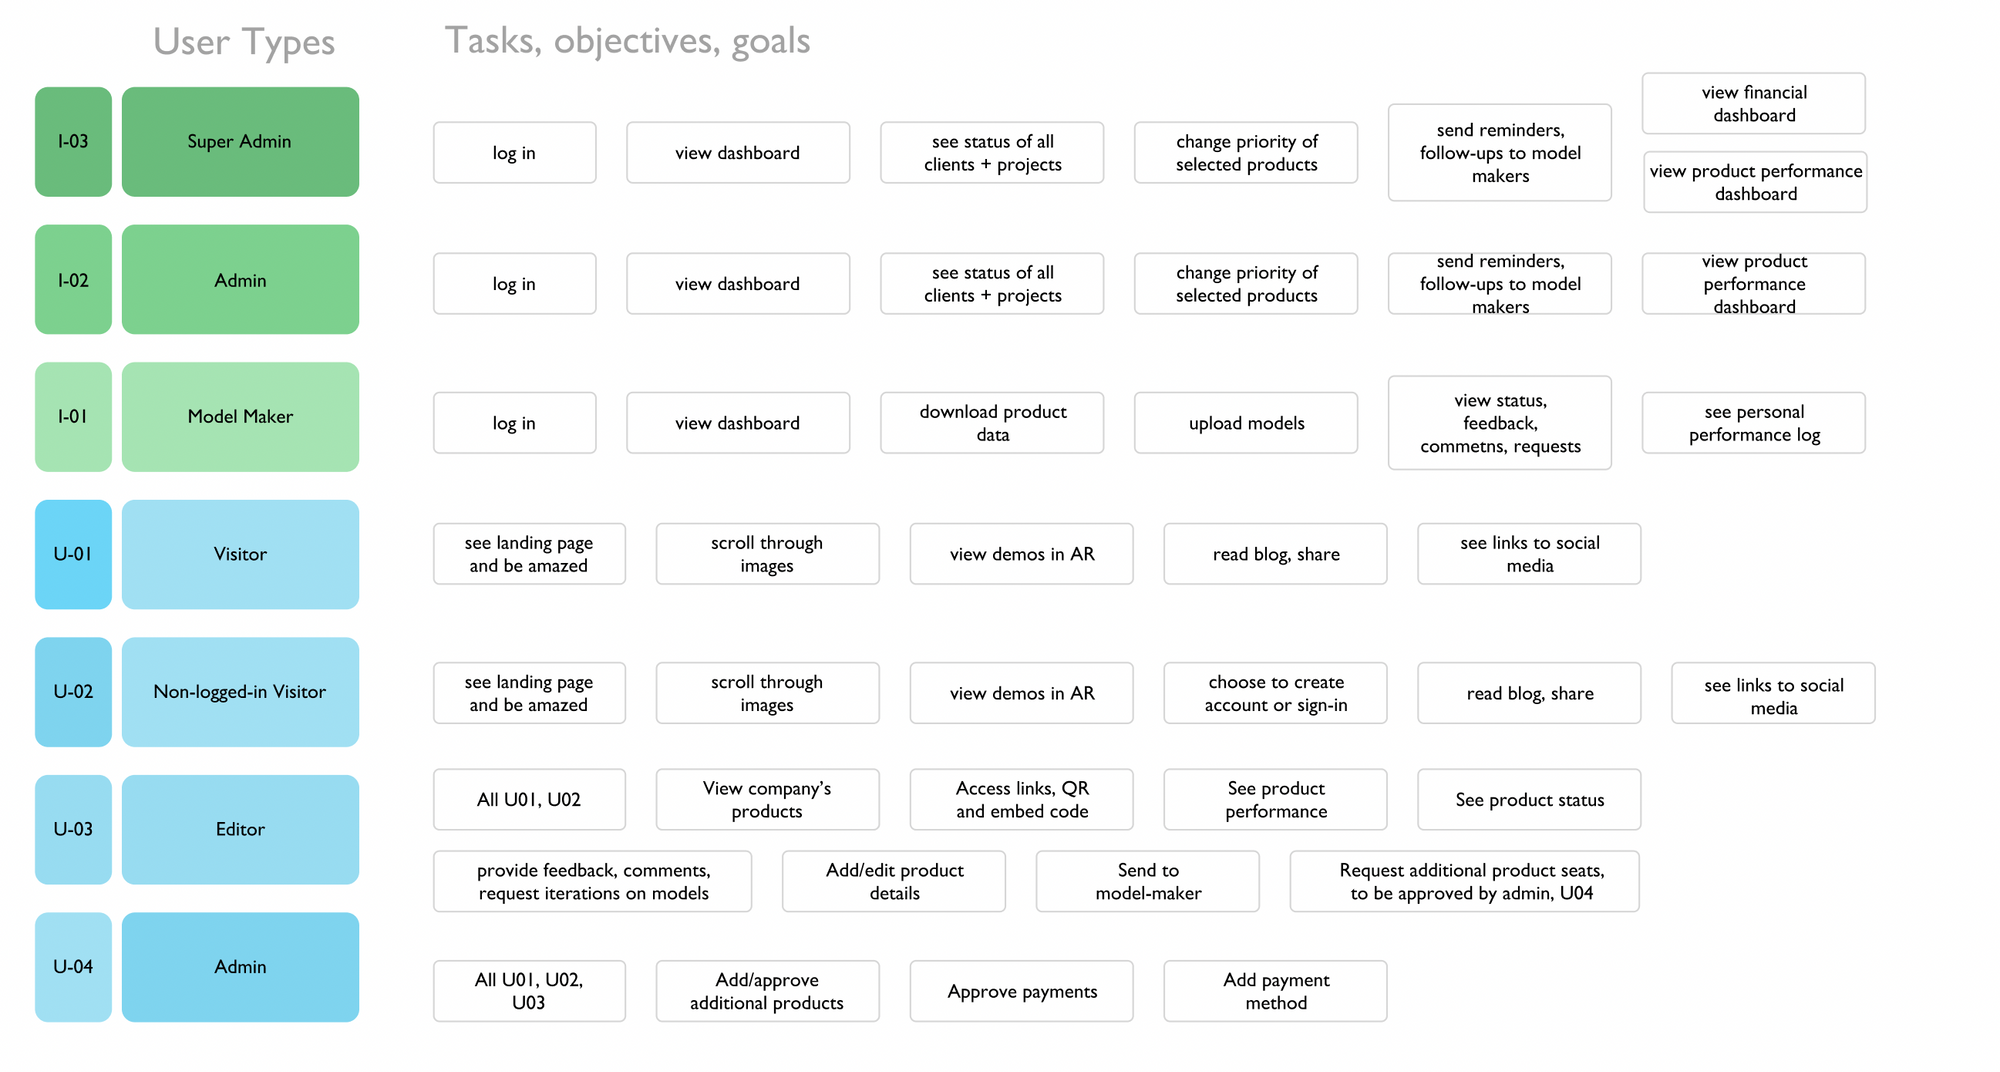 User Types
Tasks, objectives, goals
I-03
Super Admin
log in
view dashboard
see status of all
clients + projects
change priority of
selected products
send reminders,
follow-ups to model
makers
view financial
dashboard
view product performance
dashboard
I-02
Admin
log in
view dashboard
see status of all
clients + projects
change priority of
selected products
send reminders,
follow-ups to model
makers
view product
performance
dashboard
I-01
Model Maker
log in
view dashboard
download product
data
upload models
view status,
feedback,
commetns, requests
see personal
performance log
U-01
Visitor
see landing page
and be amazed
scroll through
images
view demos in AR
read blog, share
see links to social
media
U-02
Non-logged-in Visitor
see landing page
and be amazed
scroll through
images
view demos in AR
choose to create
account or sign-in
read blog, share
see links to social
media
U-03
Editor
All U01, U02
View company’s
products
Access links, QR
and embed code
See product
performance
See product status
provide feedback, comments,
request iterations on models
Add/edit product
details
Send to
model-maker
Request additional product seats,
to be approved by admin, U04
U-04
Admin
All U01, U02,
U03
Add/approve
additional products
Approve payments
Add payment
method